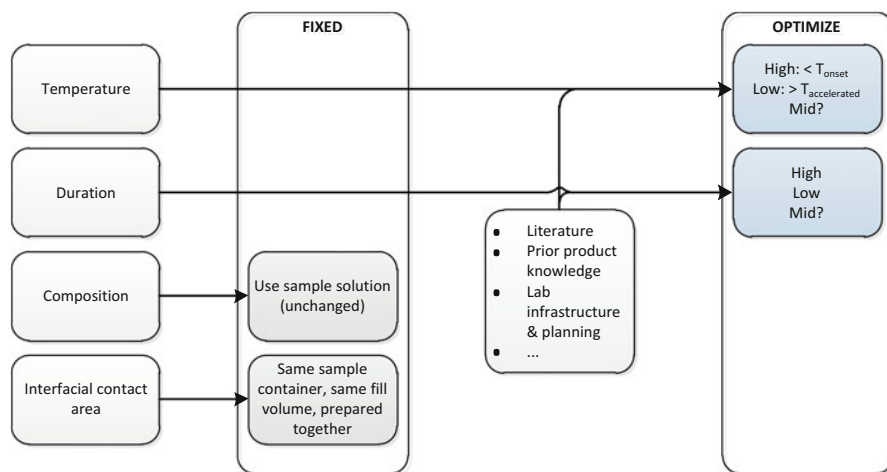 FIXED
OPTIMIZE
Temperature
High: < Tonset
Low: > Taccelerated
Mid?
Duration
High
Low
Mid?
• Literature
• Prior product
knowledge
• Lab
infrastructure
& planning
• ...
Composition
Use sample solution
(unchanged)
Interfacial contact
area
Same sample
container, same fill
volume, prepared
together